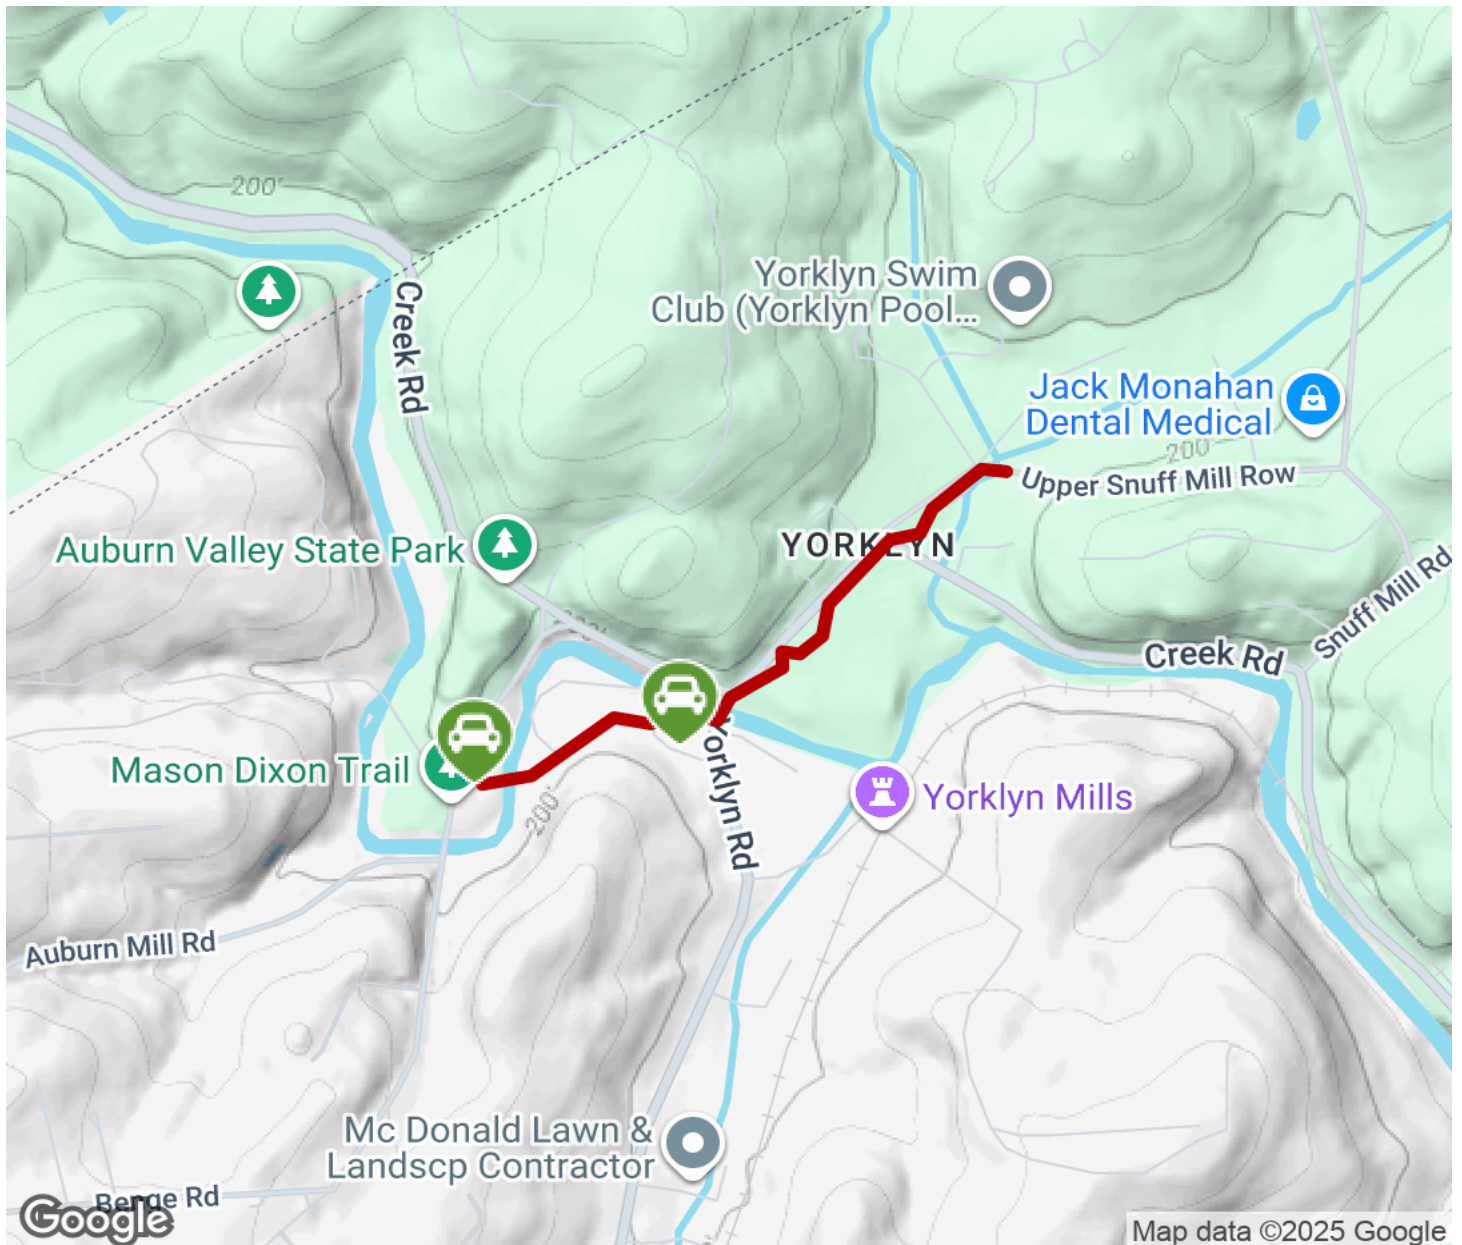 200'
Creek Rd
Yorklyn Swim
Club (Yorklyn Pool...
Jack Monahan
Dental Medical
200'
Upper Snuff Mill Row
YORKLYN
Auburn Valley State Park
Snuff Mill Rd
Creek Rd
Mason Dixon Trail
200'
Yorklyn Rd
Yorklyn Mills
Auburn Mill Rd
Mc Donald Lawn &
Landscp Contractor
Benge Rd
Google
Map data ©2025 Google